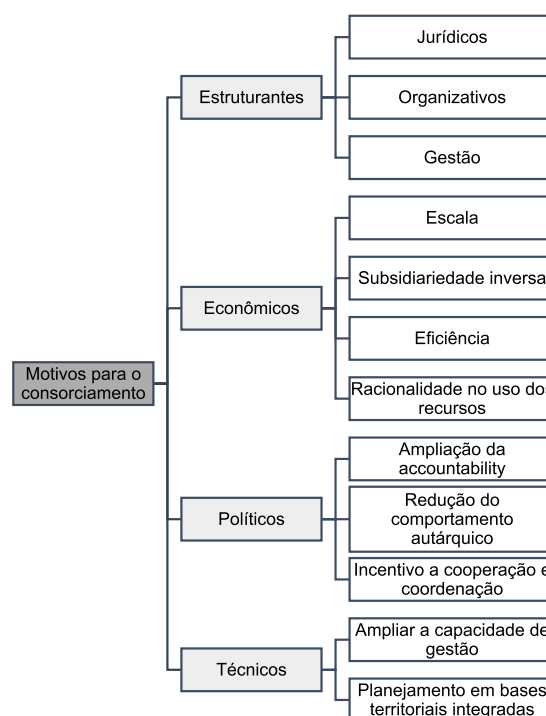 Motivos para o
consorciamento
Estruturantes
Jurídicos
Organizativos
Gestão
Econômicos
Escala
Subsidiariedade inversa
Eficiência
Racionalidade no uso dos
recursos
Políticos
Ampliação da
accountability
Redução do
comportamento
autárquico
Incentivo a cooperação e
coordenação
Técnicos
Ampliar a capacidade de
gestão
Planejamento em bases
territoriais integradas